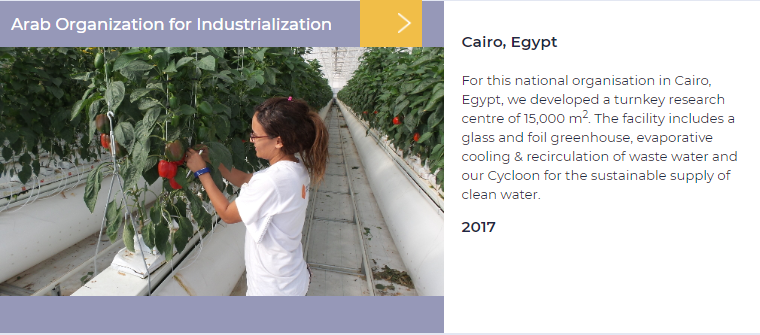 Arab Organization for Industrialization
Cairo, Egypt
For this national organisation in Cairo,
Egypt, we developed a turnkey research
centre of 15,000 m². The facility includes a
glass and foil greenhouse, evaporative
cooling & recirculation of waste water and
our Cycloon for the sustainable supply of
clean water.
2017